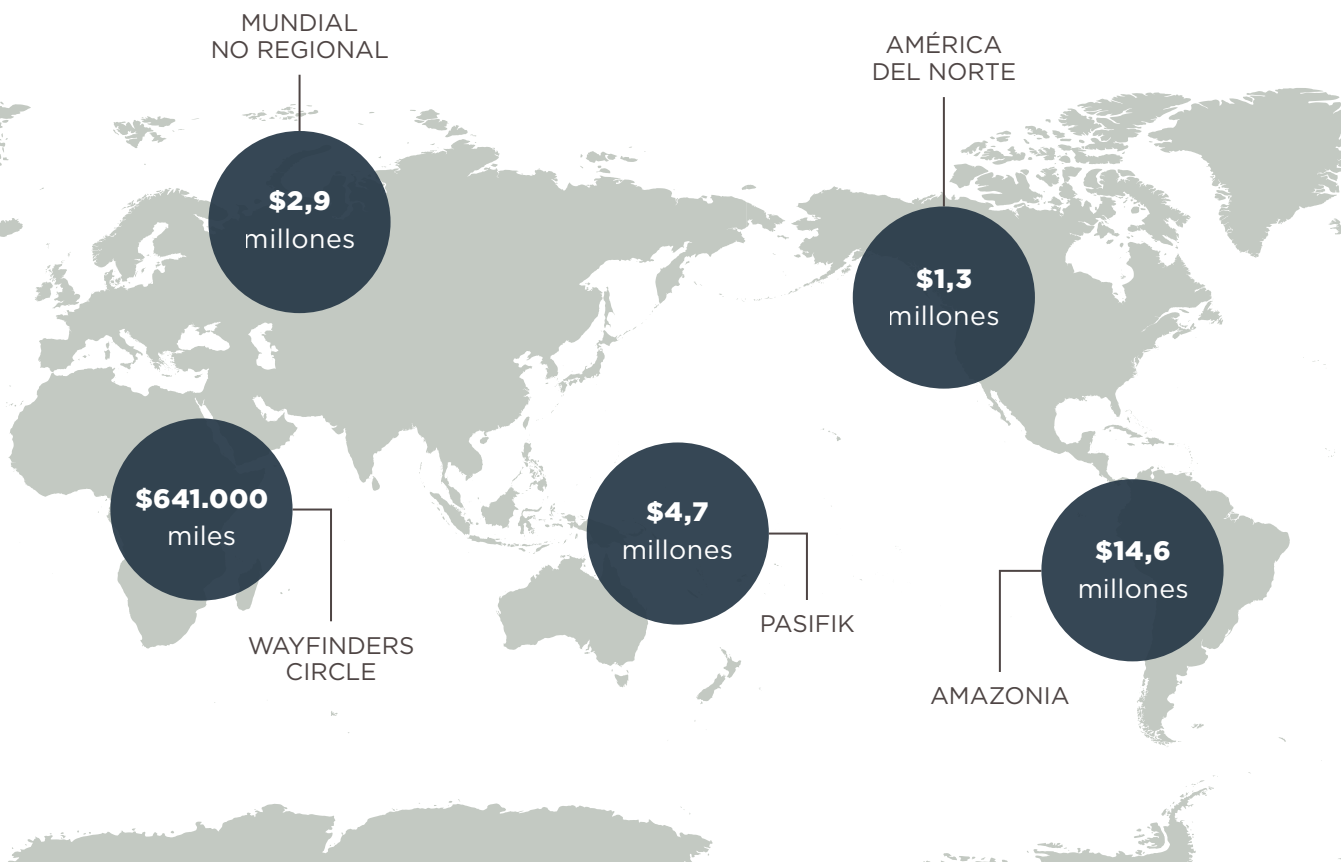 MUNDIAL
NO REGIONAL
$2,9
millones
AMÉRICA
DEL NORTE
$1,3
millones
$641.000
miles
WAYFINDERS
CIRCLE
$4,7
millones
PASIFIK
$14,6
millones
AMAZONIA